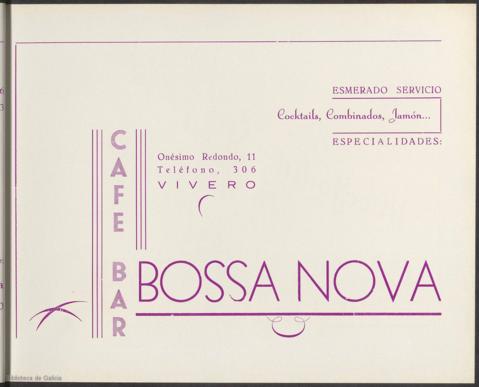 ESMERADO SERVICIO
Cocktails, Combinados, Jamón...
ESPECIALIDADES:
CAFE BAR
Onésimo Redondo, 11
Teléfono, 306
VIVERO
BOSSA NOVA
Biblioteca de Galicia